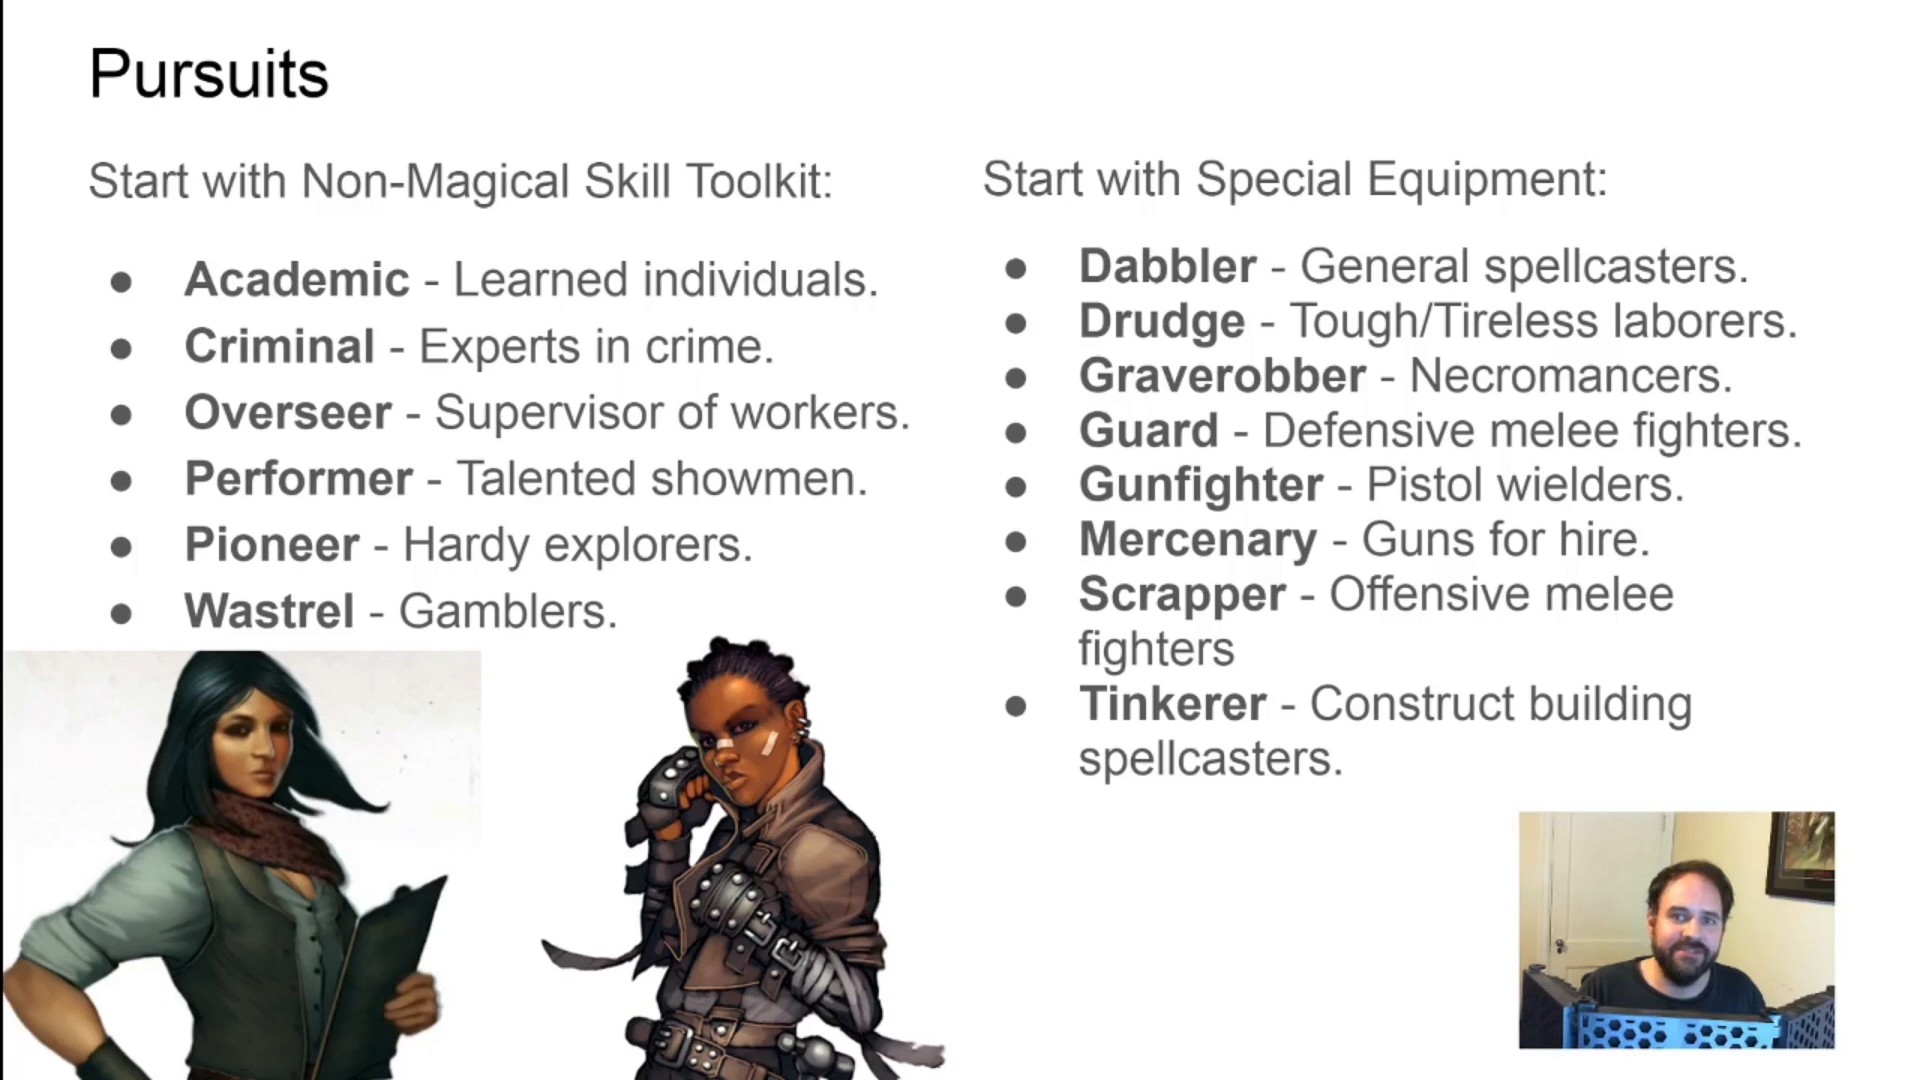 Pursuits
Start with Non-Magical Skill Toolkit:
● Academic - Learned individuals.
● Criminal - Experts in crime.
● Overseer - Supervisor of workers.
● Performer - Talented showmen.
● Pioneer - Hardy explorers.
● Wastrel - Gamblers.
Start with Special Equipment:
● Dabbler - General spellcasters.
● Drudge - Tough/Tireless laborers.
● Graverobber - Necromancers.
● Guard - Defensive melee fighters.
● Gunfighter - Pistol wielders.
● Mercenary - Guns for hire.
● Scrapper - Offensive melee
fighters
● Tinkerer - Construct building
spellcasters.